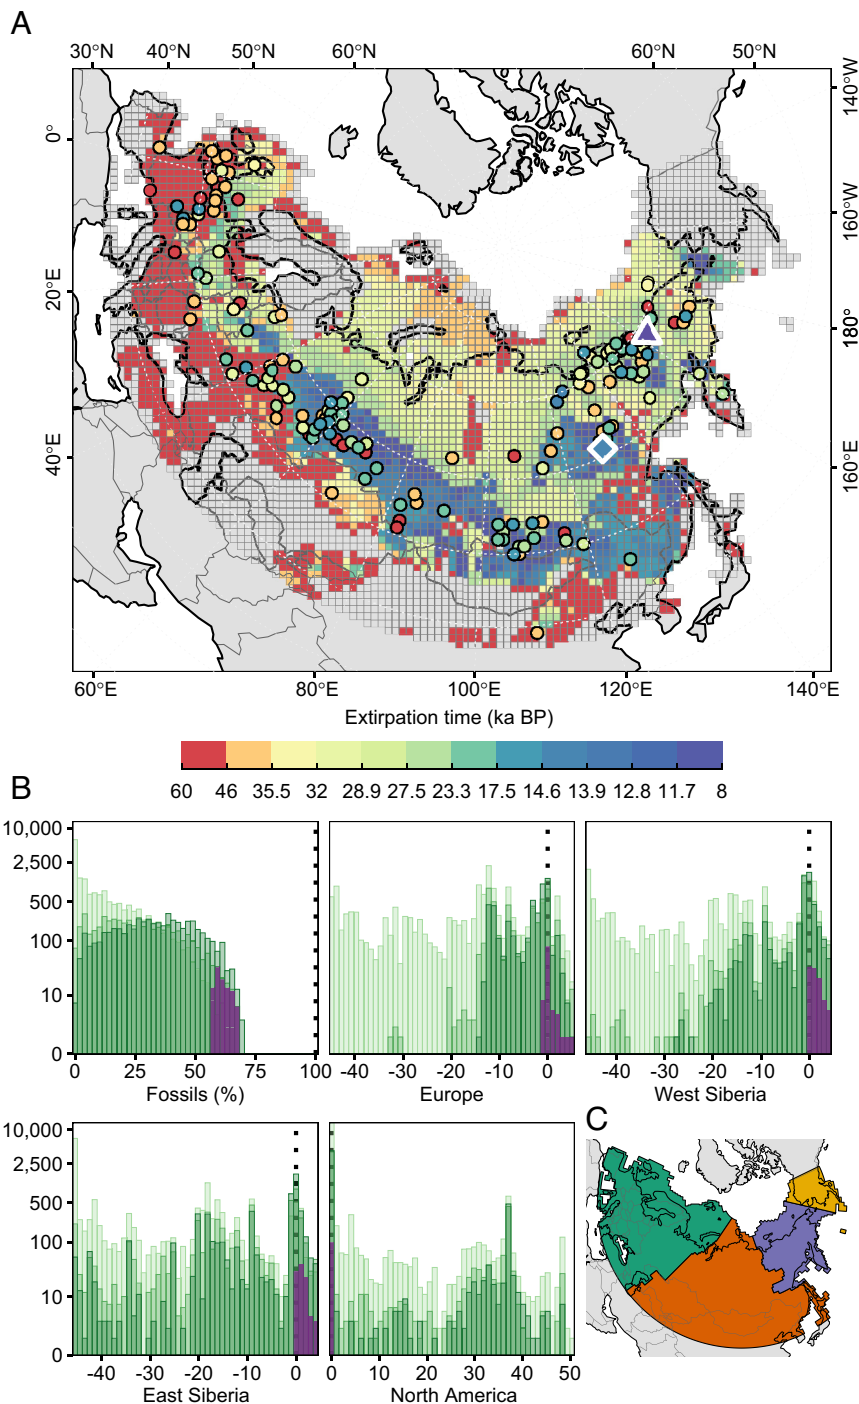 A
30°N 40°N 50°N 60°N 60°N 50°N
140°W
0°
160°W
20°E
180°
40°E
160°E
60°E 80°E 100°E 120°E 140°E
Extirpation time (ka BP)
60 46 35.5 32 28.9 27.5 23.3 17.5 14.6 13.9 12.8 11.7 8
B
10,000
2,500
500
100
10
0
0 25 50 75 100 -40 -30 -20 -10 0 -40 -30 -20 -10 0
Fossils (%) Europe West Siberia
C
10,000
2,500
500
100
10
0
-40 -30 -20 -10 0 0 10 20 30 40 50
East Siberia North America